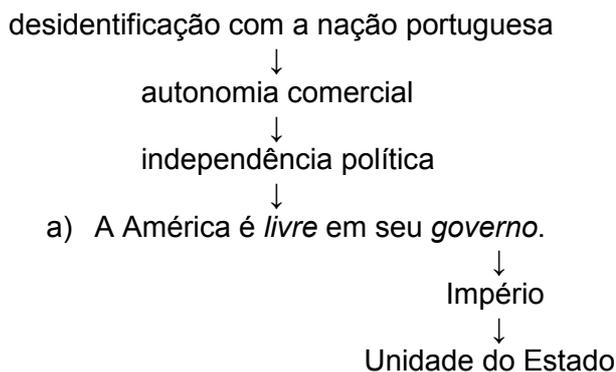 desidentificação com a nação portuguesa
↓
autonomia comercial
↓
independência política
↓
a) A América é livre em seu governo.
↓
Império
↓
Unidade do Estado